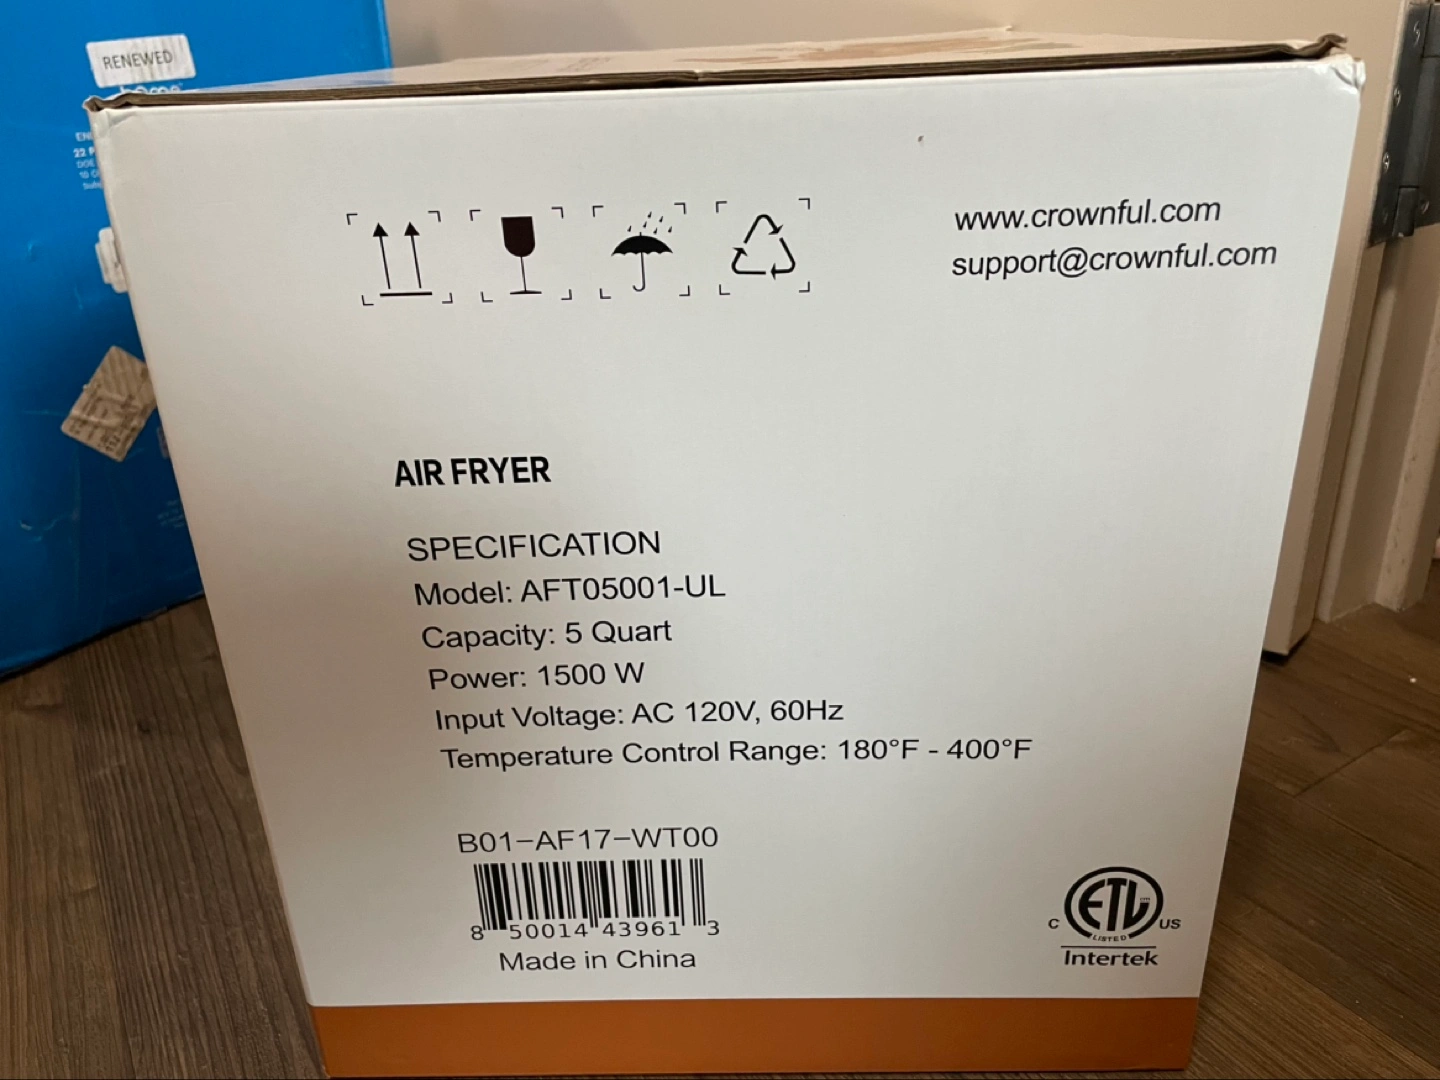 RENEWED
www.crownful.com
support@crownful.com
AIR FRYER
SPECIFICATION
Model: AFT05001-UL
Capacity: 5 Quart
Power: 1500 W
Input Voltage: AC 120V, 60Hz
Temperature Control Range: 180°F - 400°F
B01-AF17-WT00
8 50014 43961 3
Made in China
C ETL US
LISTED
Intertek